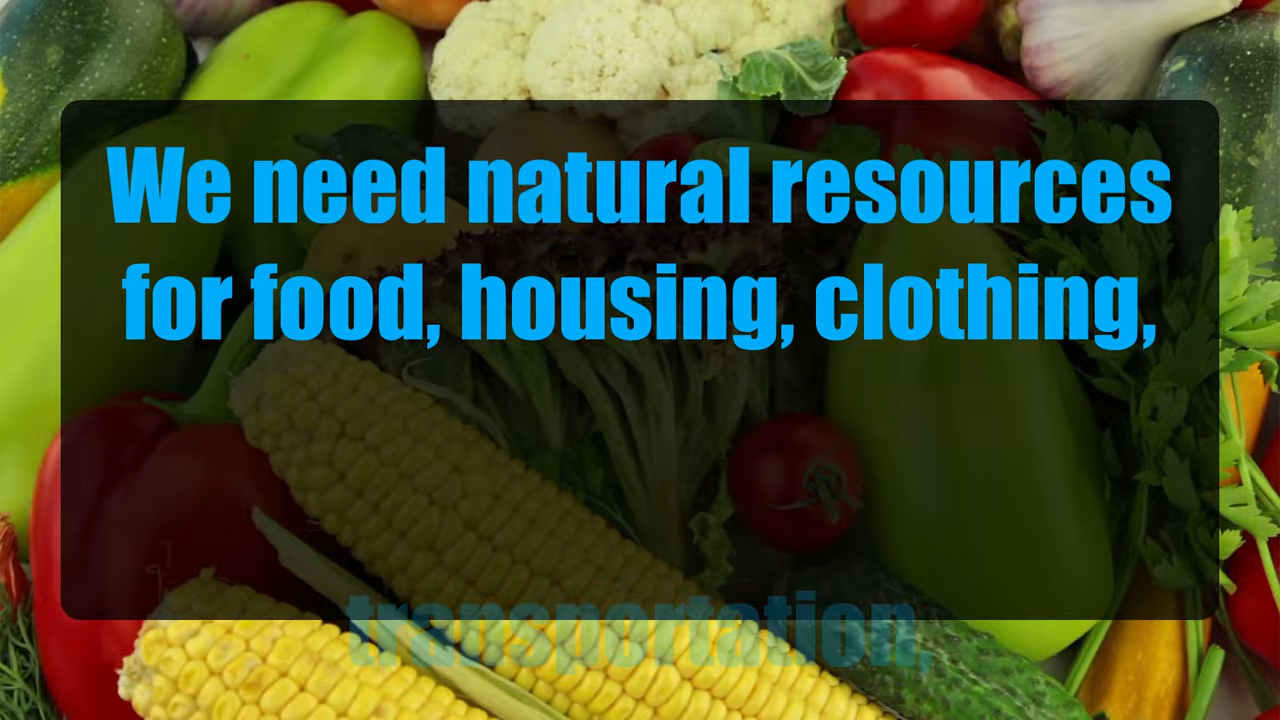 We need natural resources
for food, housing, clothing,
transportation,